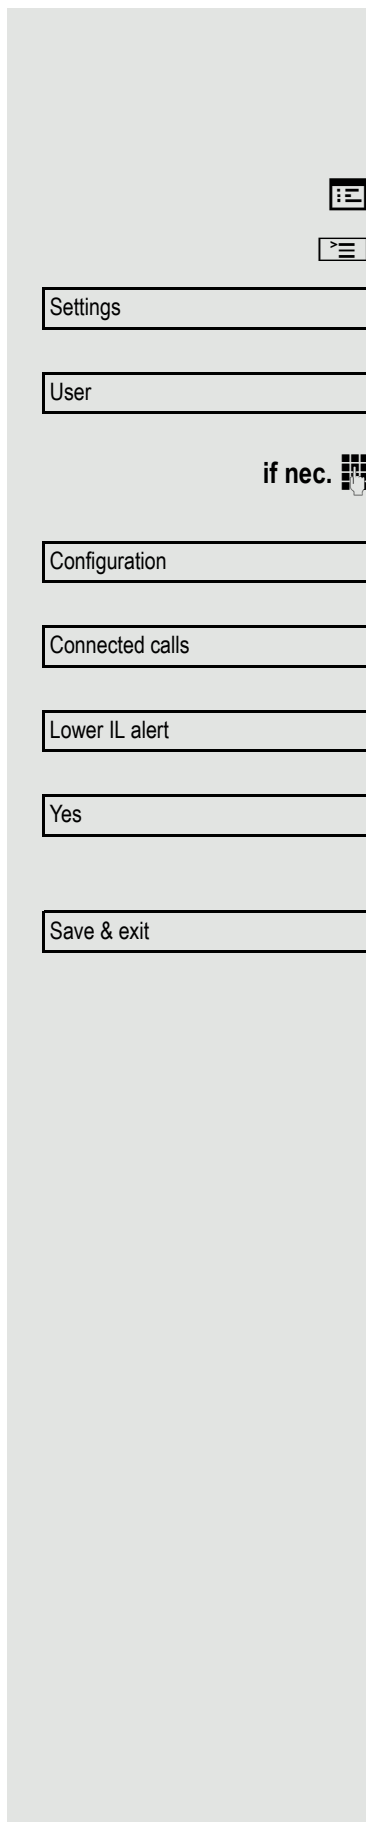 Settings
User
if nec.
Configuration
Connected calls
Lower IL alert
Yes
Save & exit